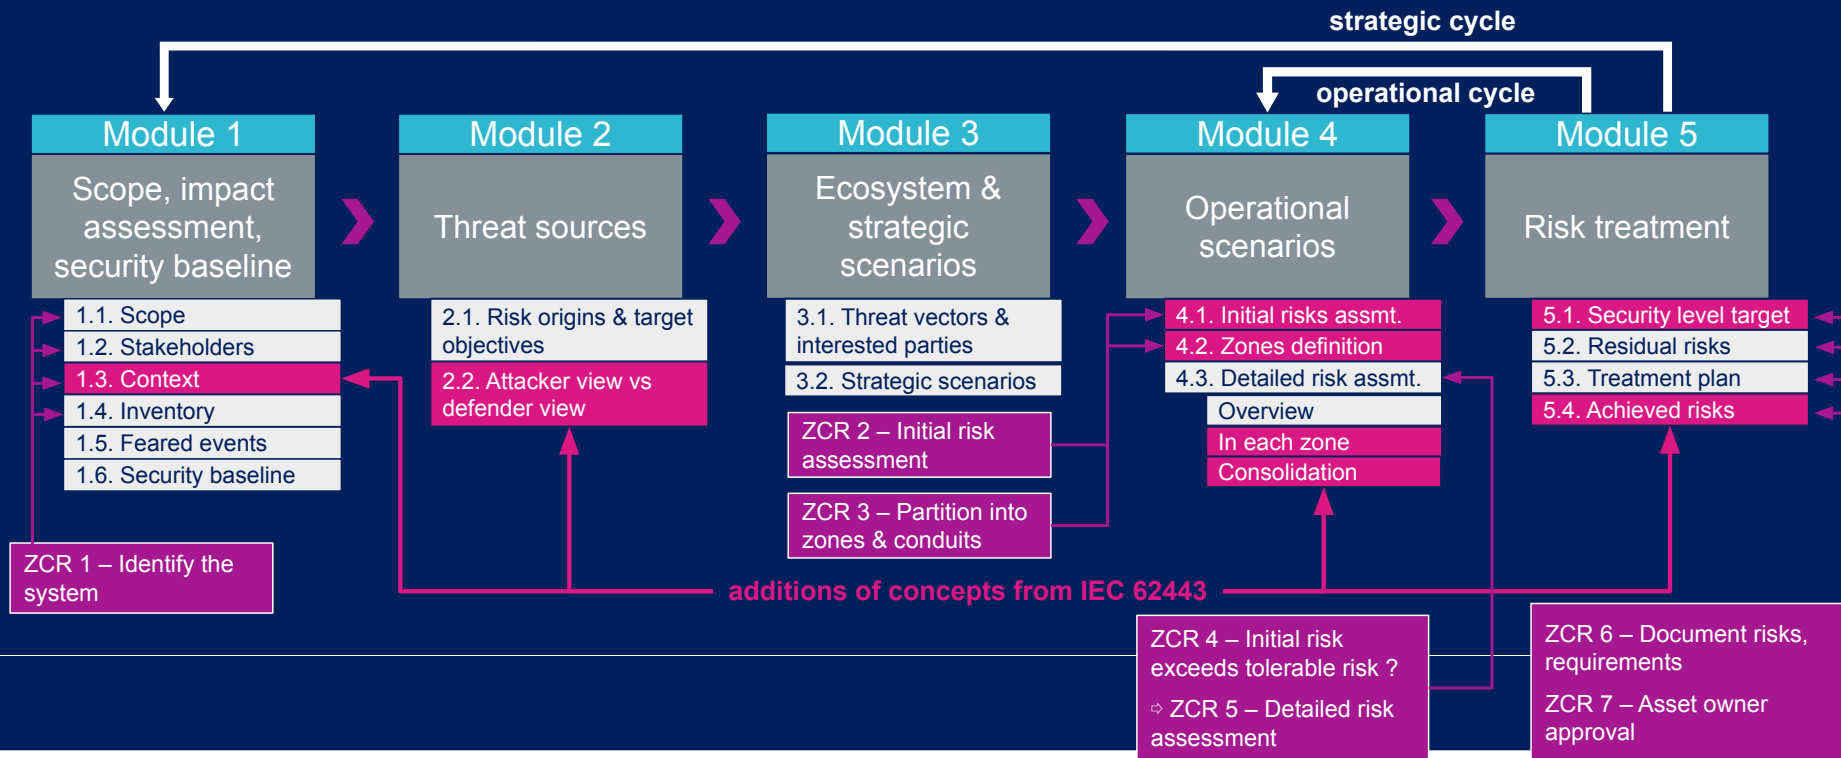 strategic cycle
operational cycle
Module 1
Scope, impact
assessment,
security baseline
1.1. Scope
1.2. Stakeholders
1.3. Context
1.4. Inventory
1.5. Feared events
1.6. Security baseline
ZCR 1 – Identify the
system
Module 2
Threat sources
2.1. Risk origins & target
objectives
2.2. Attacker view vs
defender view
Module 3
Ecosystem &
strategic
scenarios
3.1. Threat vectors &
interested parties
3.2. Strategic scenarios
ZCR 2 – Initial risk
assessment
ZCR 3 – Partition into
zones & conduits
Module 4
Operational
scenarios
4.1. Initial risks assmt.
4.2. Zones definition
4.3. Detailed risk assmt.
Overview
In each zone
Consolidation
Module 5
Risk treatment
5.1. Security level target
5.2. Residual risks
5.3. Treatment plan
5.4. Achieved risks
additions of concepts from IEC 62443
ZCR 4 – Initial risk
exceeds tolerable risk ?
⇨ ZCR 5 – Detailed risk
assessment
ZCR 6 – Document risks,
requirements
ZCR 7 – Asset owner
approval